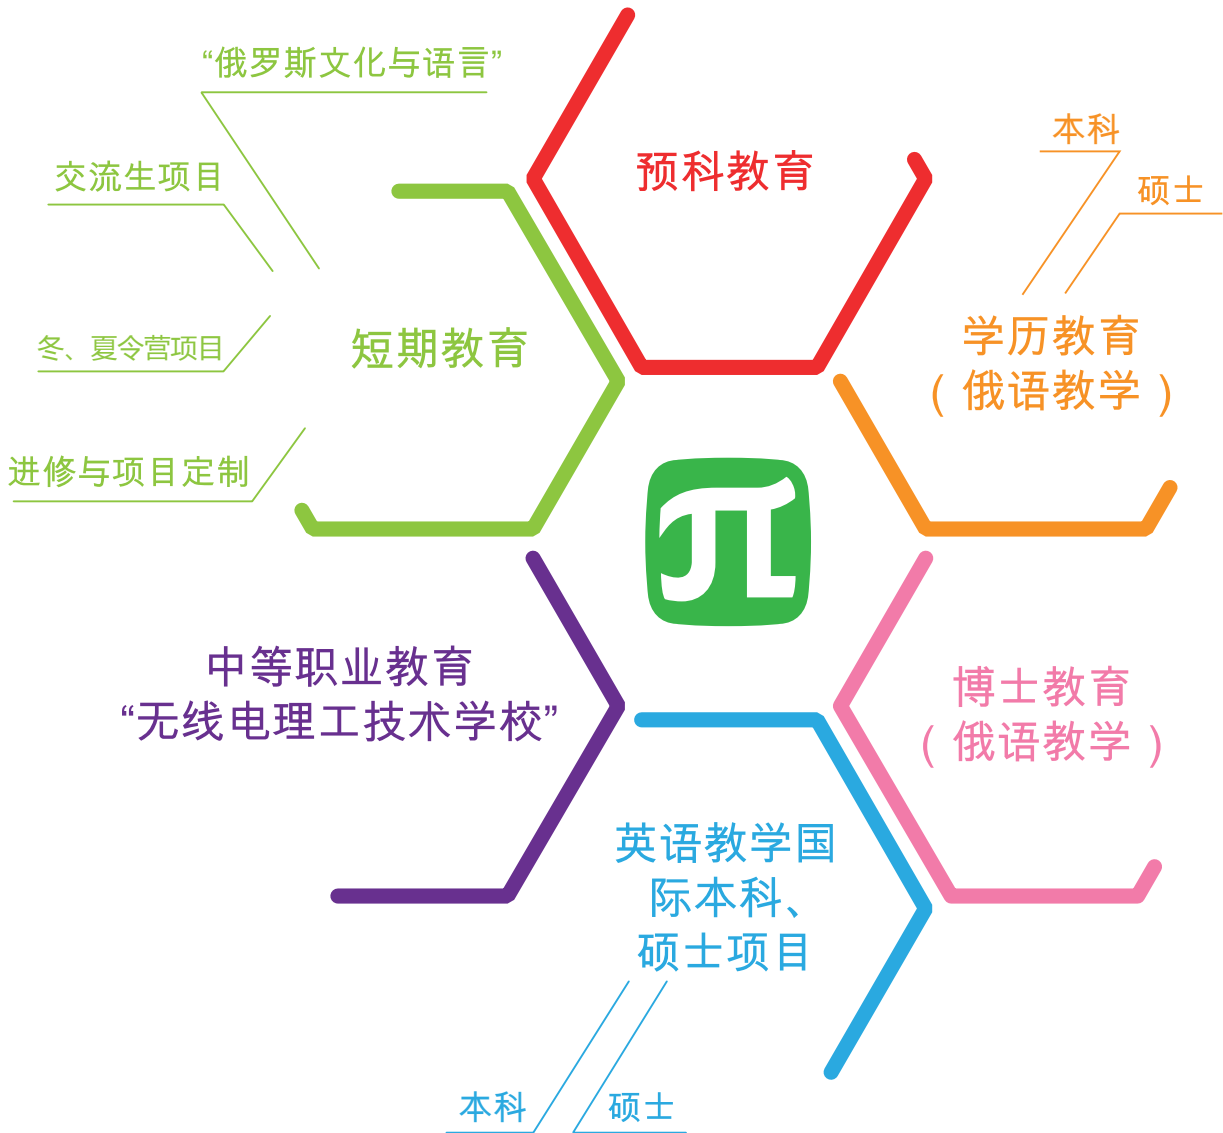 “俄罗斯文化与语言”
交流生项目
冬、夏令营项目
进修与项目定制
短期教育
预科教育
本科
硕士
学历教育
（俄语教学）
中等职业教育
“无线电理工技术学校”
博士教育
（俄语教学）
英语教学国
际本科、
硕士项目
本科
硕士